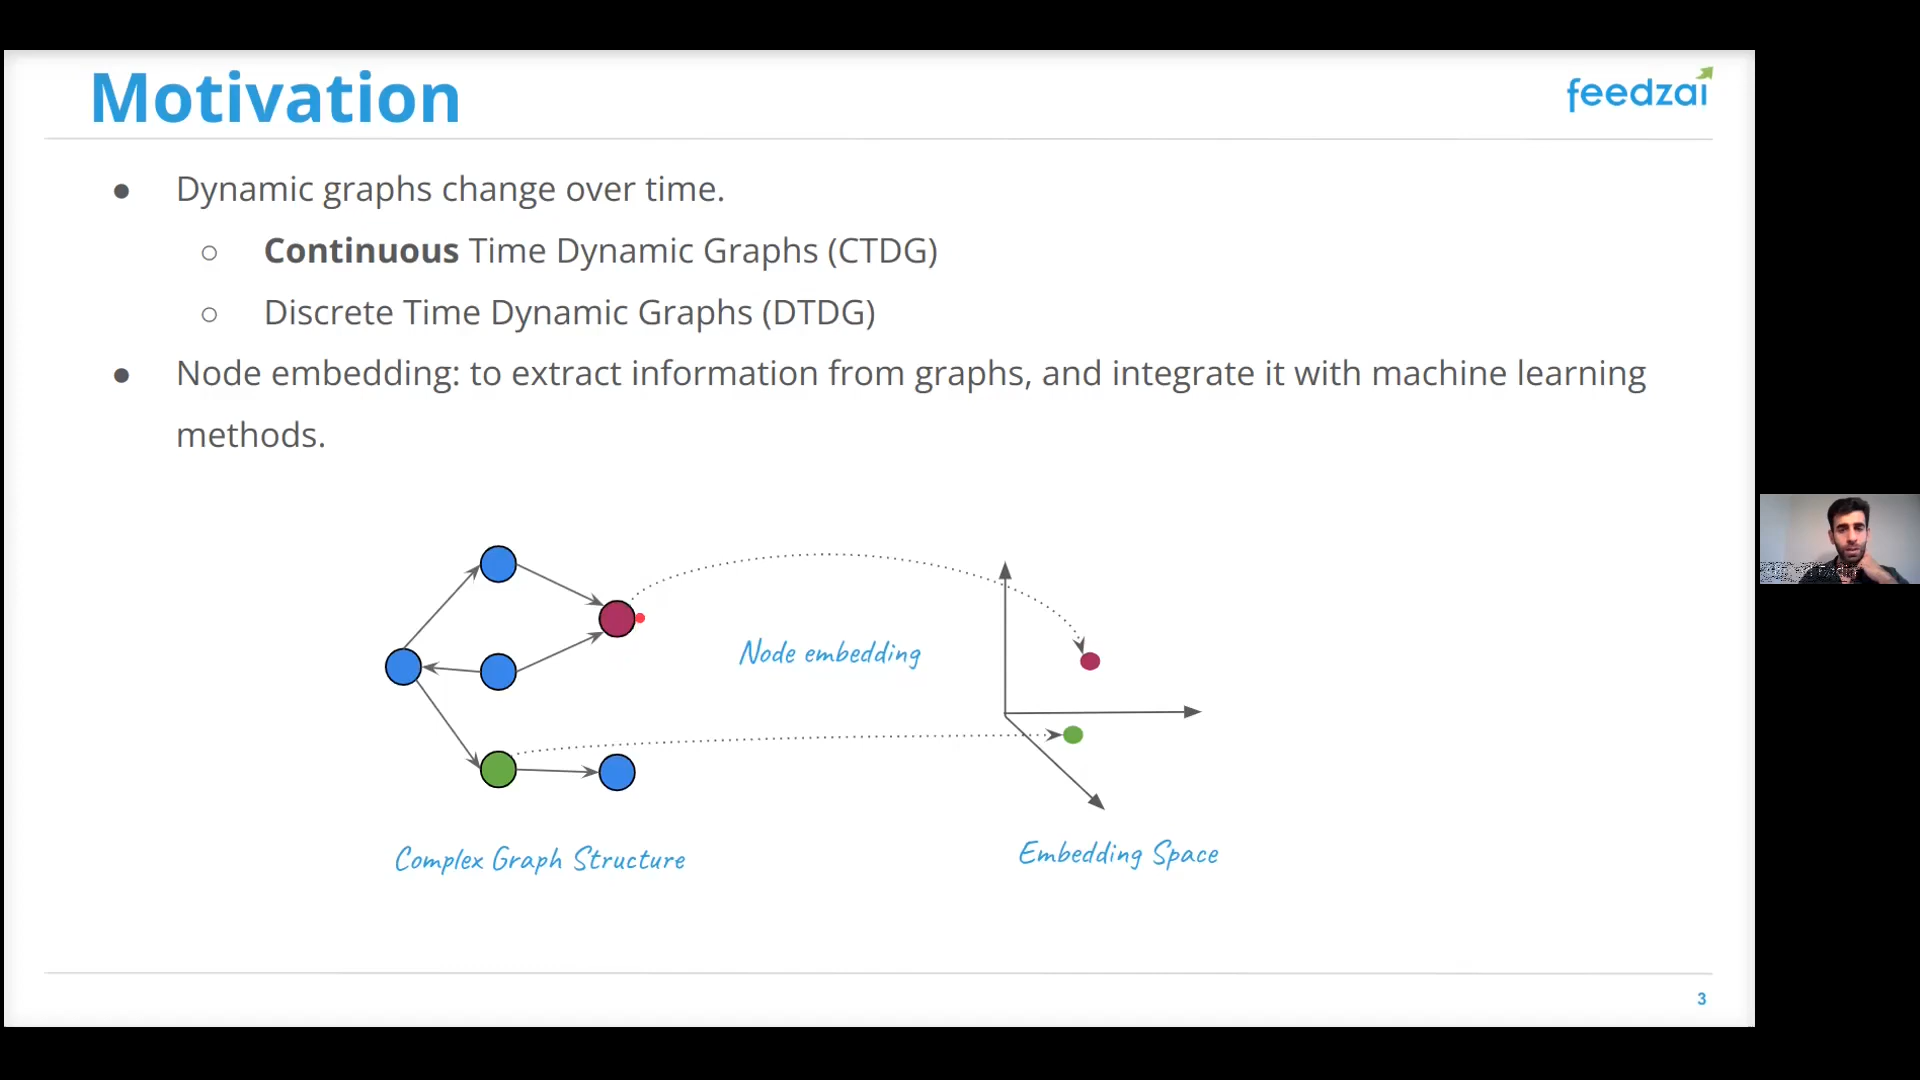 Motivation
feedzai
Dynamic graphs change over time.
Continuous Time Dynamic Graphs (CTDG)
Discrete Time Dynamic Graphs (DTDG)
Node embedding: to extract information from graphs, and integrate it with machine learning
methods.
Node embedding
Complex Graph Structure
Embedding Space
3